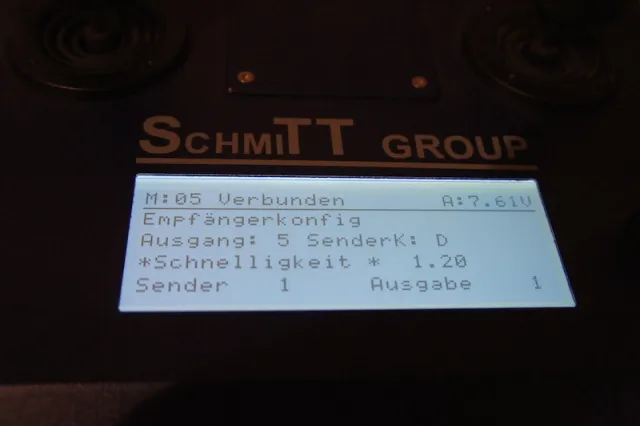 SCHMITT GROUP
M:05 Verbunden A:7.61V
Empfängerkonfig
Ausgang: 5 SenderK: D
*Schnelligkeit * 1.20
Sender 1 Ausgabe 1